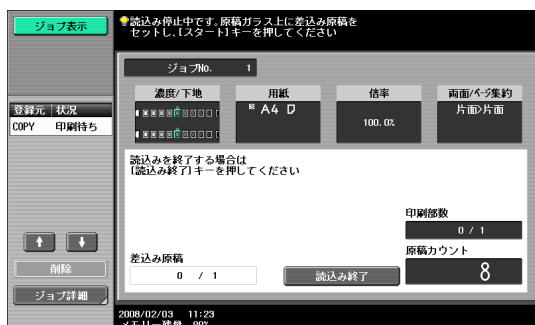 ジョブ表示
読込み停止中です。原稿ガラス上に差込み原稿を
セットし、[スタート]キーを押してください
ジョブNo. 1
濃度/下地
用紙
倍率
両面/ページ集約
A4
100.0%
片面>片面
登録元 状況
COPY 印刷待ち
読込みを終了する場合は
[読込み終了]キーを押してください
印刷部数
0 / 1
原稿カウント
8
差込み原稿
0 / 1
読込み終了
削除
ジョブ詳細
2008/02/03 11:23
メモリー残量 99%